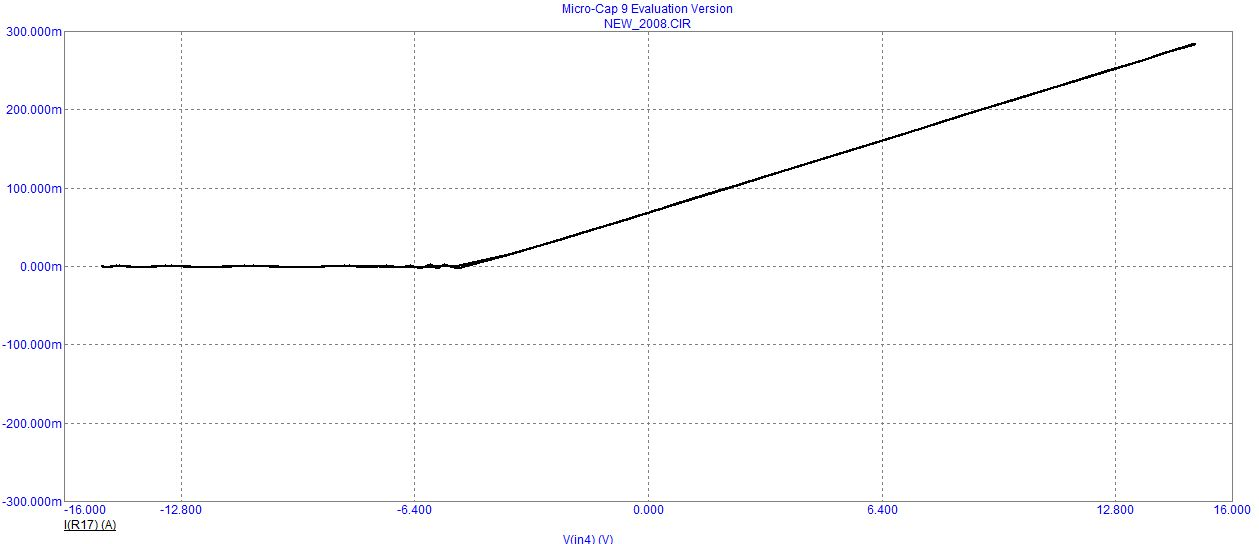 Micro-Cap 9 Evaluation Version
NEW_2008.CIR
300.000m
200.000m
100.000m
0.000m
-100.000m
-200.000m
-300.000m
-16.000 -12.800 -6.400 0.000 6.400 12.800 16.000
I(R17) (A)
V(in4) (V)